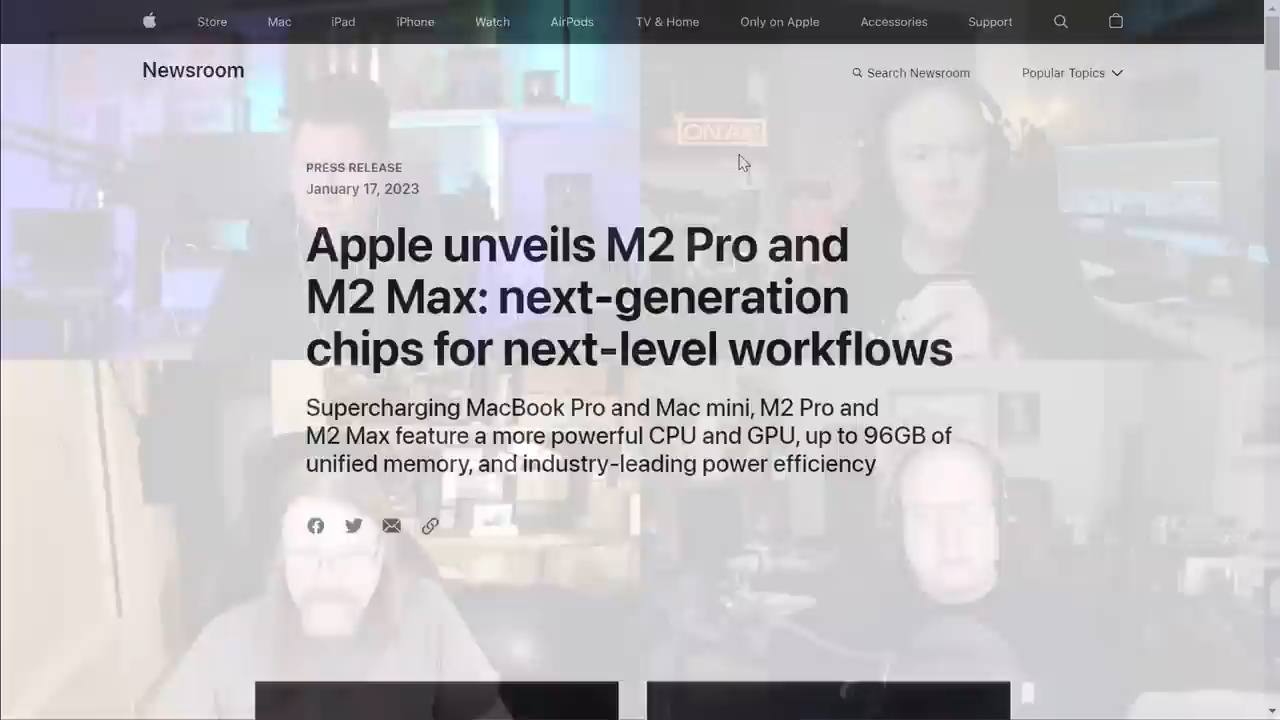 Store Mac iPad iPhone Watch AirPods TV & Home Only on Apple Accessories Support
Newsroom
Search Newsroom Popular Topics
ON AIR
PRESS RELEASE
January 17, 2023
Apple unveils M2 Pro and
M2 Max: next-generation
chips for next-level workflows
Supercharging MacBook Pro and Mac mini, M2 Pro and
M2 Max feature a more powerful CPU and GPU, up to 96GB of
unified memory, and industry-leading power efficiency